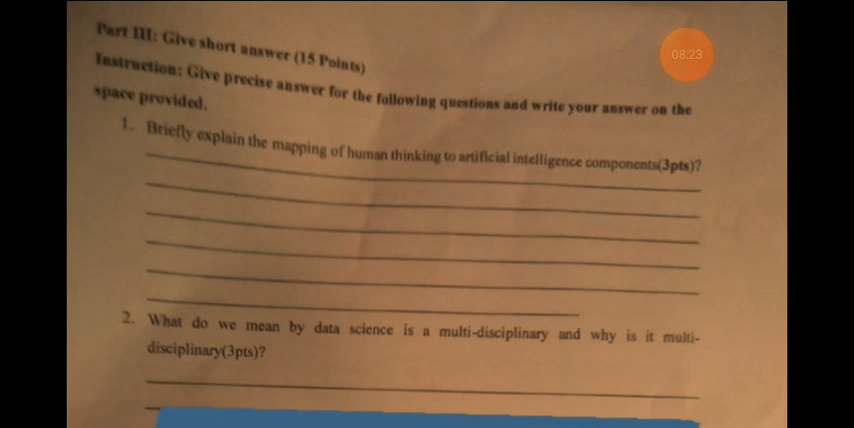 Part III: Give short answer (15 Points)
Instruction: Give precise answer for the following questions and write your answer on the
space provided.
1. Briefly explain the mapping of human thinking to artificial intelligence components(3pts)?
2. What do we mean by data science is a multi-disciplinary and why is it multi-
disciplinary(3pts)?
08:23